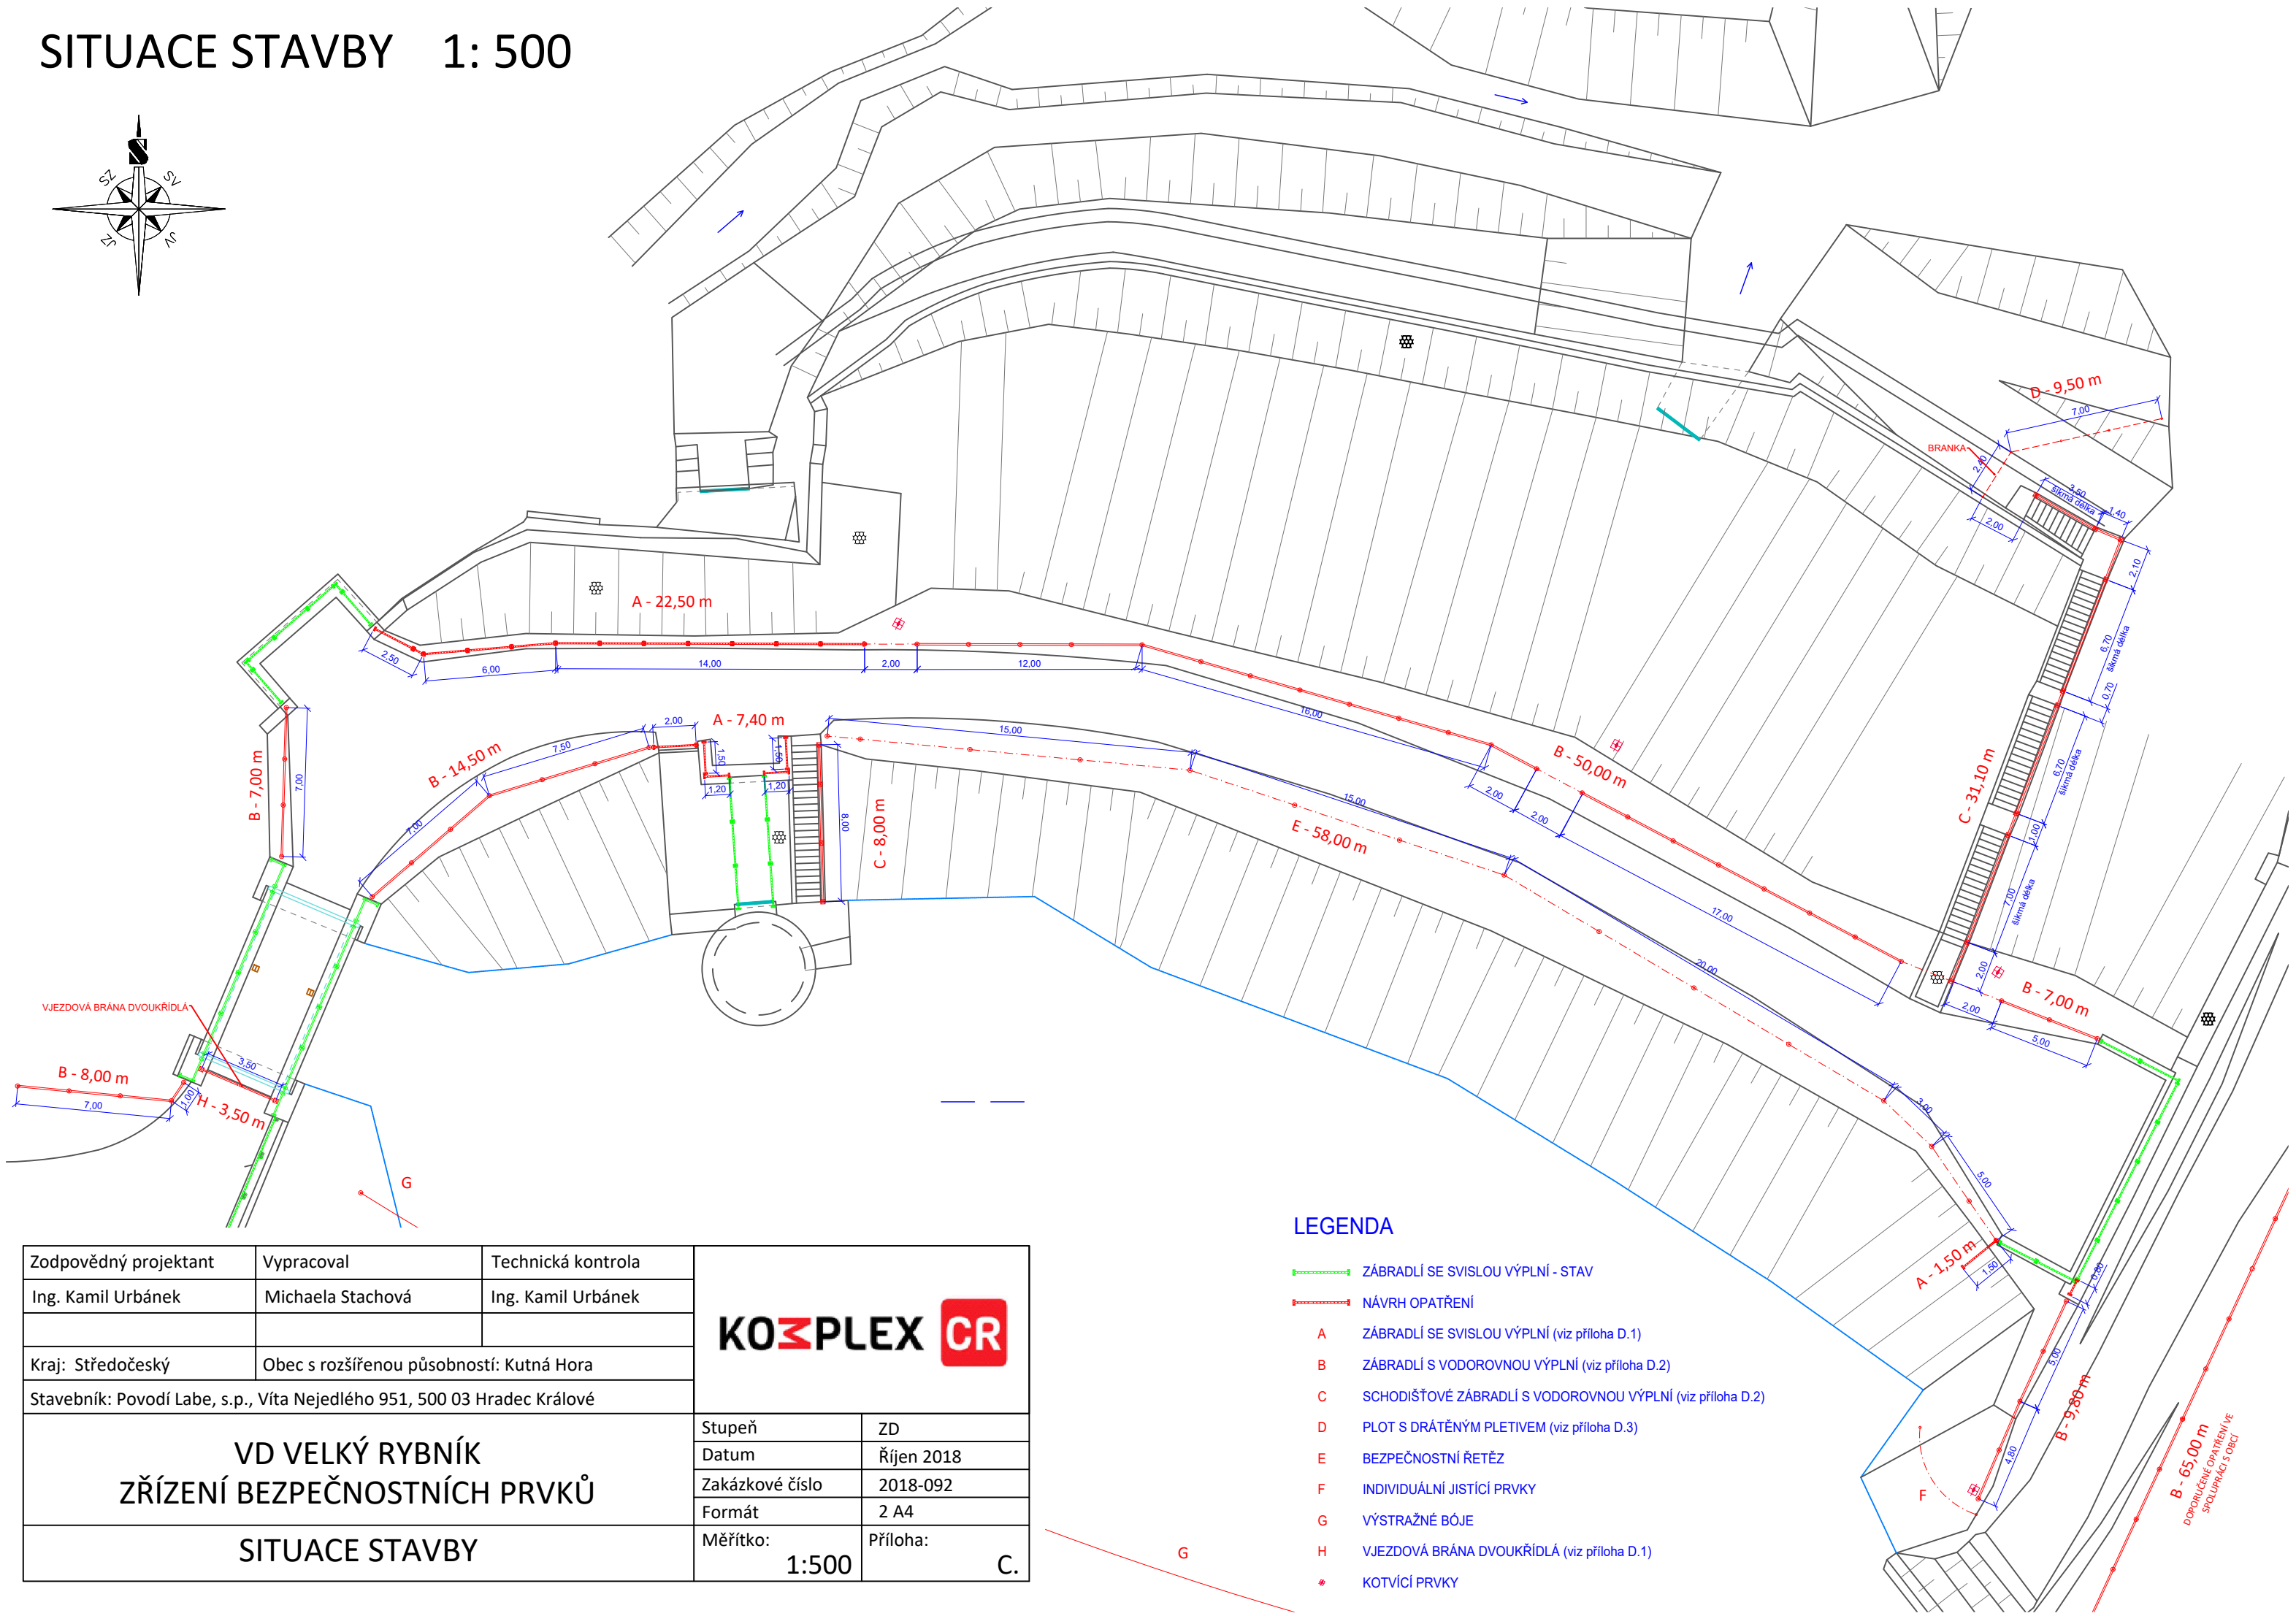 SITUACE STAVBY 1: 500
S
SZ
SV
JZ
JV
D - 9,50 m
7,00
BRANKA
2,40
3,50
šikmá délka
1,40
2,00
2,10
A - 22,50 m
6,70
šikmá délka
2,50
6,00
14,00
2,00
12,00
0,70
16,00
A - 7,40 m
2,00
15,00
B - 14,50 m
7,50
1,50
1,50
B - 50,00 m
B - 7,00 m
7,00
1,20
1,20
2,00
6,70
šikmá délka
C - 31,10 m
7,00
8,00
C - 8,00 m
15,00
2,00
1,00
E - 58,00 m
7,00
šikmá délka
17,00
20,00
2,00
B - 7,00 m
2,00
5,00
VJEZDOVÁ BRÁNA DVOUKŘÍDLÁ
B
B
3,50
B - 8,00 m
7,00
1,00
H - 3,50 m
3,00
5,00
G
A - 1,50 m
1,50
0,80
5,00
B - 9,80 m
4,80
F
B - 65,00 m
DOPORUČENÉ OPATŘENÍ VE
SPOLUPRÁCI S OBCÍ
G
LEGENDA
ZÁBRADLÍ SE SVISLOU VÝPLNÍ - STAV
NÁVRH OPATŘENÍ
A ZÁBRADLÍ SE SVISLOU VÝPLNÍ (viz příloha D.1)
B ZÁBRADLÍ S VODOROVNOU VÝPLNÍ (viz příloha D.2)
C SCHODIŠŤOVÉ ZÁBRADLÍ S VODOROVNOU VÝPLNÍ (viz příloha D.2)
D PLOT S DRÁTĚNÝM PLETIVEM (viz příloha D.3)
E BEZPEČNOSTNÍ ŘETĚZ
F INDIVIDUÁLNÍ JISTÍCÍ PRVKY
G VÝSTRAŽNÉ BÓJE
H VJEZDOVÁ BRÁNA DVOUKŘÍDLÁ (viz příloha D.1)
KOTVÍCÍ PRVKY
Zodpovědný projektant Vypracoval Technická kontrola
Ing. Kamil Urbánek Michaela Stachová Ing. Kamil Urbánek
Kraj: Středočeský Obec s rozšířenou působností: Kutná Hora
Stavebník: Povodí Labe, s.p., Víta Nejedlého 951, 500 03 Hradec Králové
KOMPLEX CR
VD VELKÝ RYBNÍK
ZŘÍZENÍ BEZPEČNOSTNÍCH PRVKŮ
SITUACE STAVBY
Stupeň ZD
Datum Říjen 2018
Zakázkové číslo 2018-092
Formát 2 A4
Měřítko: Příloha:
1:500 C.